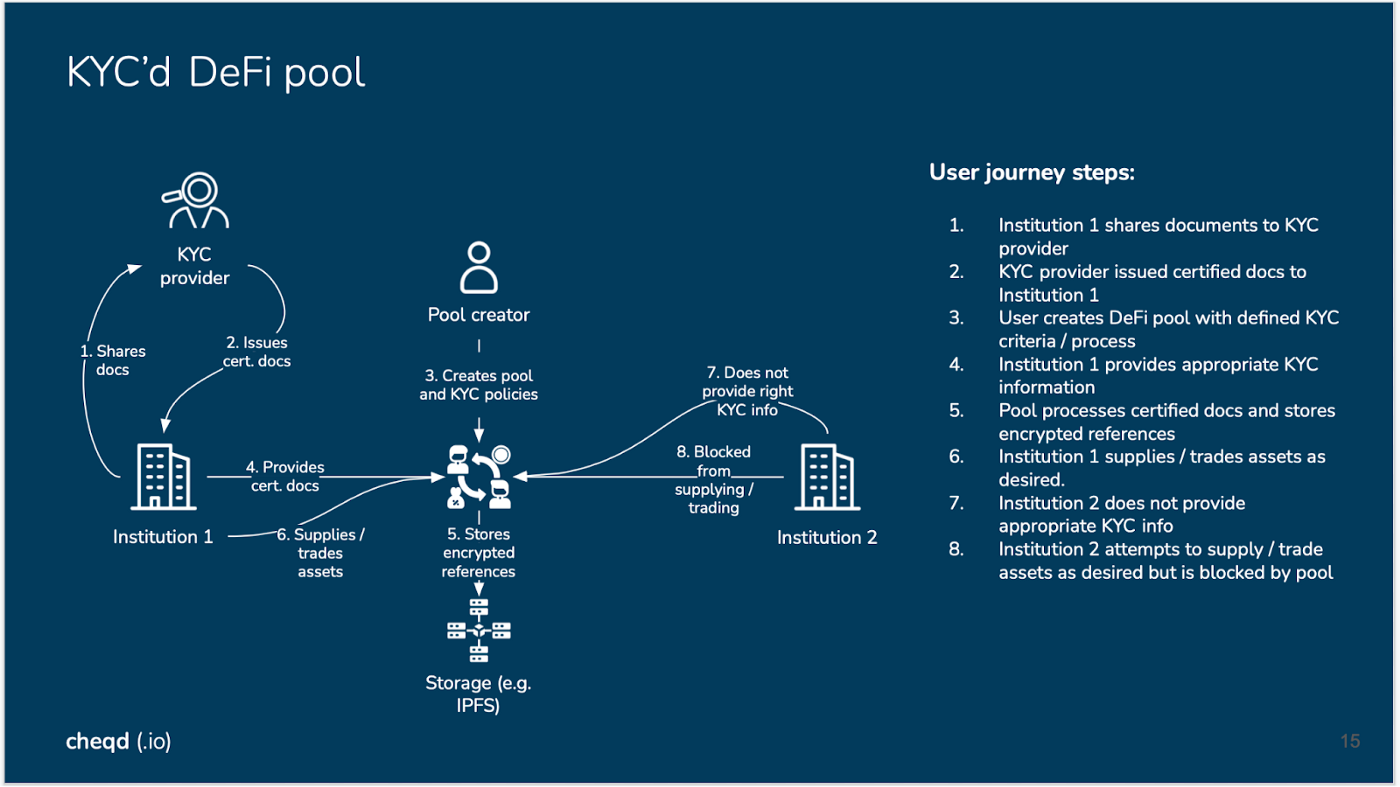 KYC’d DeFi pool
KYC
provider
1. Shares
docs
2. Issues
cert. docs
Institution 1
Pool creator
3. Creates pool
and KYC policies
4. Provides
cert. docs
6. Supplies /
trades
assets
5. Stores
encrypted
references
Storage (e.g.
IPFS)
7. Does not
provide right
KYC info
8. Blocked
from
supplying /
trading
Institution 2
User journey steps:
1. Institution 1 shares documents to KYC
provider
2. KYC provider issued certified docs to
Institution 1
3. User creates DeFi pool with defined KYC
criteria / process
4. Institution 1 provides appropriate KYC
information
5. Pool processes certified docs and stores
encrypted references
6. Institution 1 supplies / trades assets as
desired.
7. Institution 2 does not provide
appropriate KYC info
8. Institution 2 attempts to supply / trade
assets as desired but is blocked by pool
cheqd (.io)
15